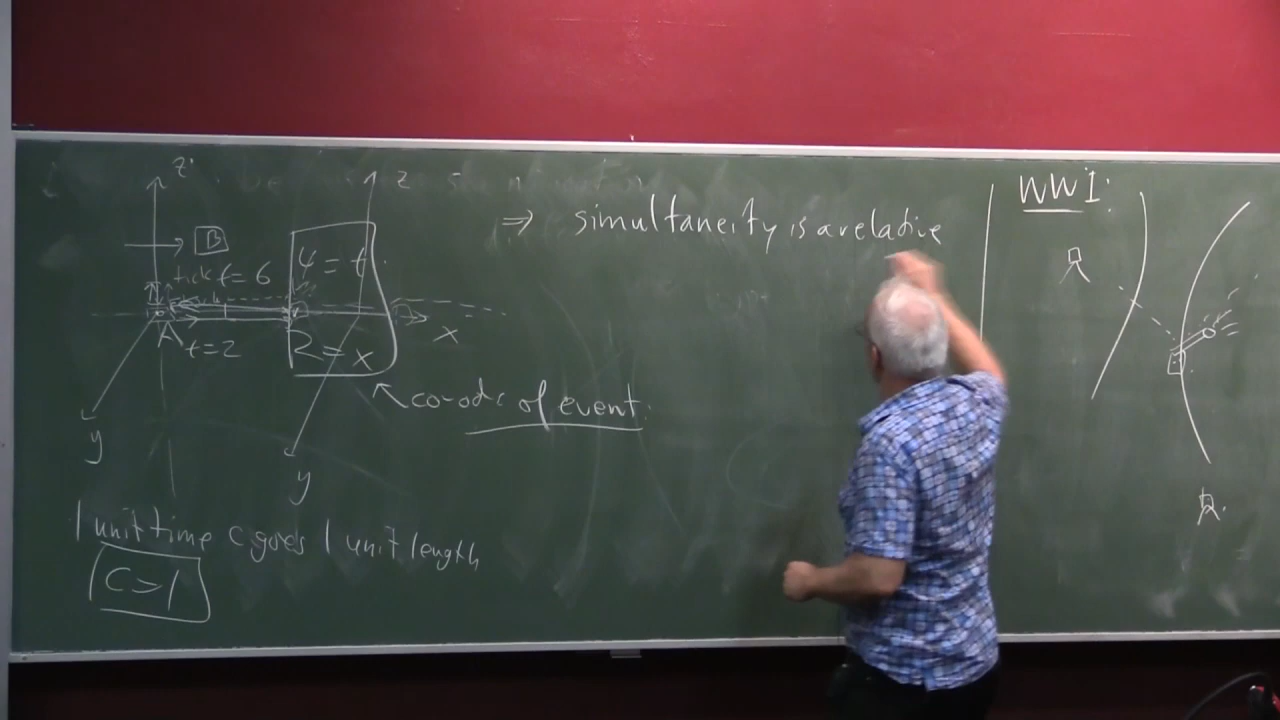 z'
z
B
tick t=6
4 = t
A
t=2
2 = x
x
y
y
co-odc of event.
1 unit time c goes 1 unit length
C=1
⇒ simultaneity is a relative
WWI: